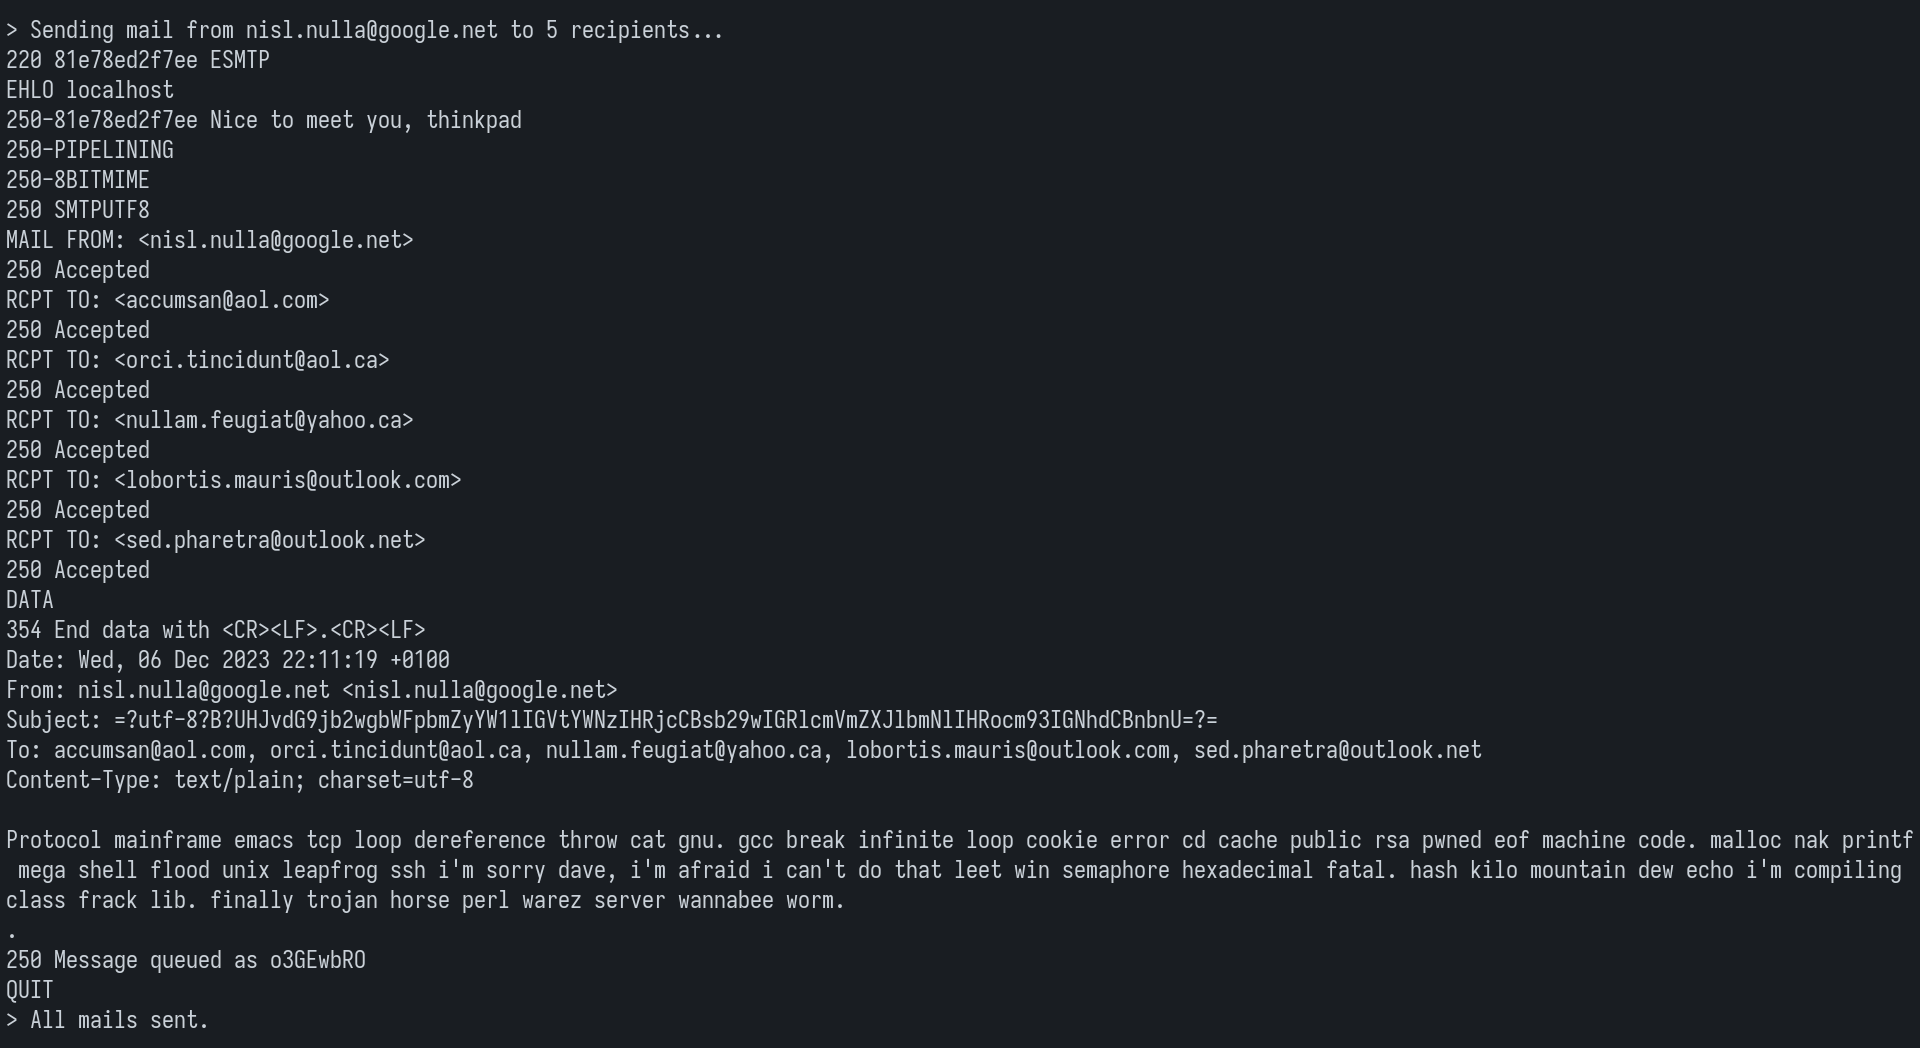 > Sending mail from nisl.nulla@google.net to 5 recipients...
220 81e78ed2f7ee ESMTP
EHLO localhost
250-81e78ed2f7ee Nice to meet you, thinkpad
250-PIPELINING
250-8BITMIME
250 SMTPUTF8
MAIL FROM: <nisl.nulla@google.net>
250 Accepted
RCPT TO: <accumsan@aol.com>
250 Accepted
RCPT TO: <orci.tincidunt@aol.ca>
250 Accepted
RCPT TO: <nullam.feugiat@yahoo.ca>
250 Accepted
RCPT TO: <lobortis.mauris@outlook.com>
250 Accepted
RCPT TO: <sed.pharetra@outlook.net>
250 Accepted
DATA
354 End data with <CR><LF>.<CR><LF>
Date: Wed, 06 Dec 2023 22:11:19 +0100
From: nisl.nulla@google.net <nisl.nulla@google.net>
Subject: =?utf-8?B?UHJvdG9jb2wgbWFpbmZyYW1lIGVtYWNzIHRjcCBsb29wIGRlcmVmZXJlbmNlIHRocm93IGNhdCBnbnU=?=
To: accumsan@aol.com, orci.tincidunt@aol.ca, nullam.feugiat@yahoo.ca, lobortis.mauris@outlook.com, sed.pharetra@outlook.net
Content-Type: text/plain; charset=utf-8

Protocol mainframe emacs tcp loop dereference throw cat gnu. gcc break infinite loop cookie error cd cache public rsa pwned eof machine code. malloc nak printf
 mega shell flood unix leapfrog ssh i'm sorry dave, i'm afraid i can't do that leet win semaphore hexadecimal fatal. hash kilo mountain dew echo i'm compiling
class frack lib. finally trojan horse perl warez server wannabee worm.
.
250 Message queued as o3GEwbRO
QUIT
> All mails sent.